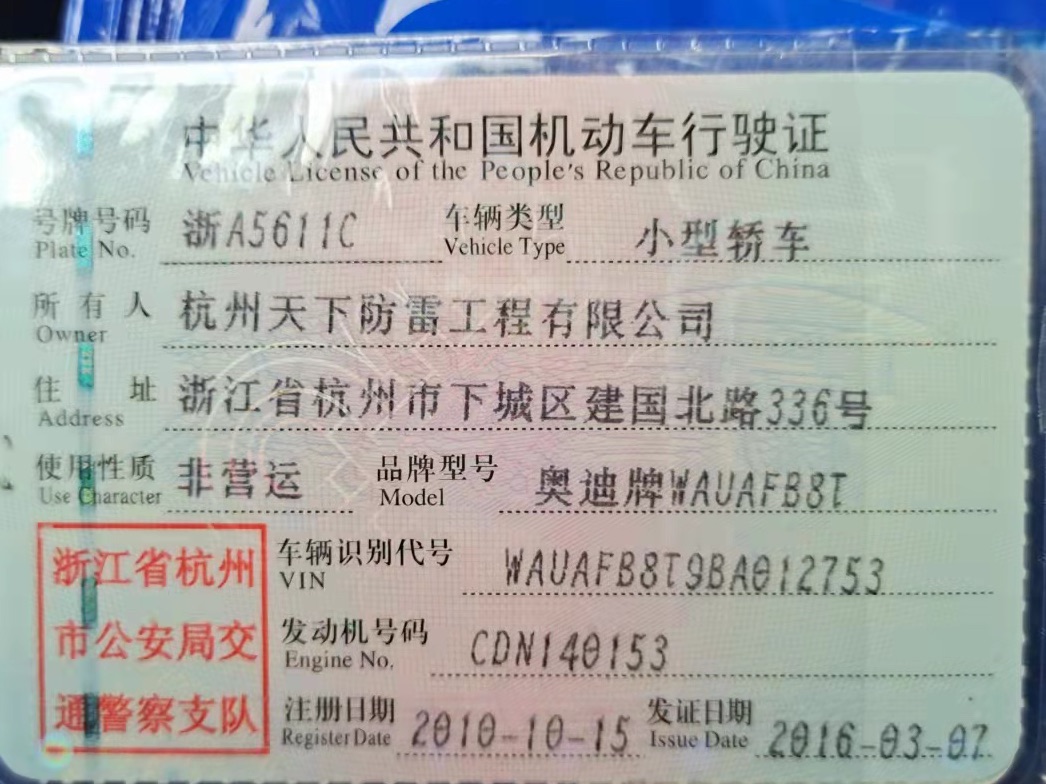 中华人民共和国机动车行驶证
Vehicle License of the People's Republic of China
号牌号码 浙A5611C 车辆类型 小型轿车
Plate No. Vehicle Type
所有人 杭州天下防雷工程有限公司
Owner
住址 浙江省杭州市下城区建国北路336号
Address
使用性质 非营运 品牌型号 奥迪牌WAUAFB8T
Use Character Model
浙江省杭州
市公安局交
通警察支队
车辆识别代号 WAUAFB8T9BA012753
VIN
发动机号码 CDN140153
Engine No.
注册日期 2010-10-15 发证日期 2016-03-07
Register Date Issue Date